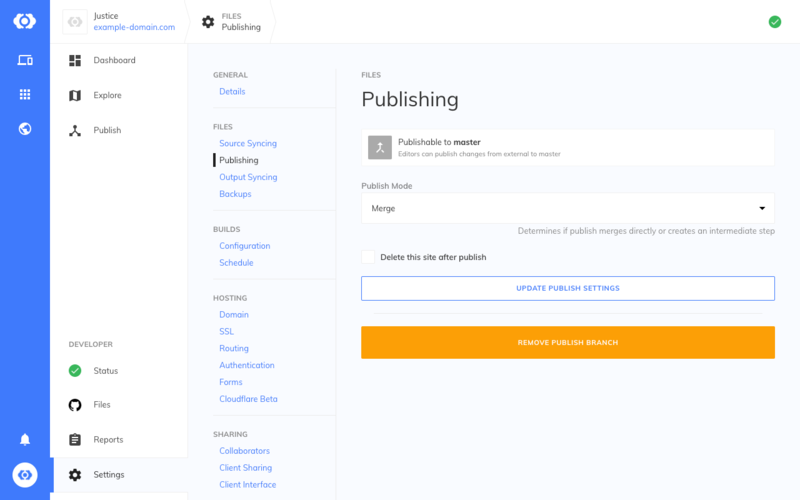 Justice
example-domain.com
FILES
Publishing
Dashboard
Explore
Publish
DEVELOPER
Status
Files
Reports
Settings
GENERAL
Details
FILES
Source Syncing
Publishing
Output Syncing
Backups
BUILDS
Configuration
Schedule
HOSTING
Domain
SSL
Routing
Authentication
Forms
Cloudflare Beta
SHARING
Collaborators
Client Sharing
Client Interface
FILES
Publishing
Publishable to master
Editors can publish changes from external to master
Publish Mode
Merge
Determines if publish merges directly or creates an intermediate step
Delete this site after publish
UPDATE PUBLISH SETTINGS
REMOVE PUBLISH BRANCH